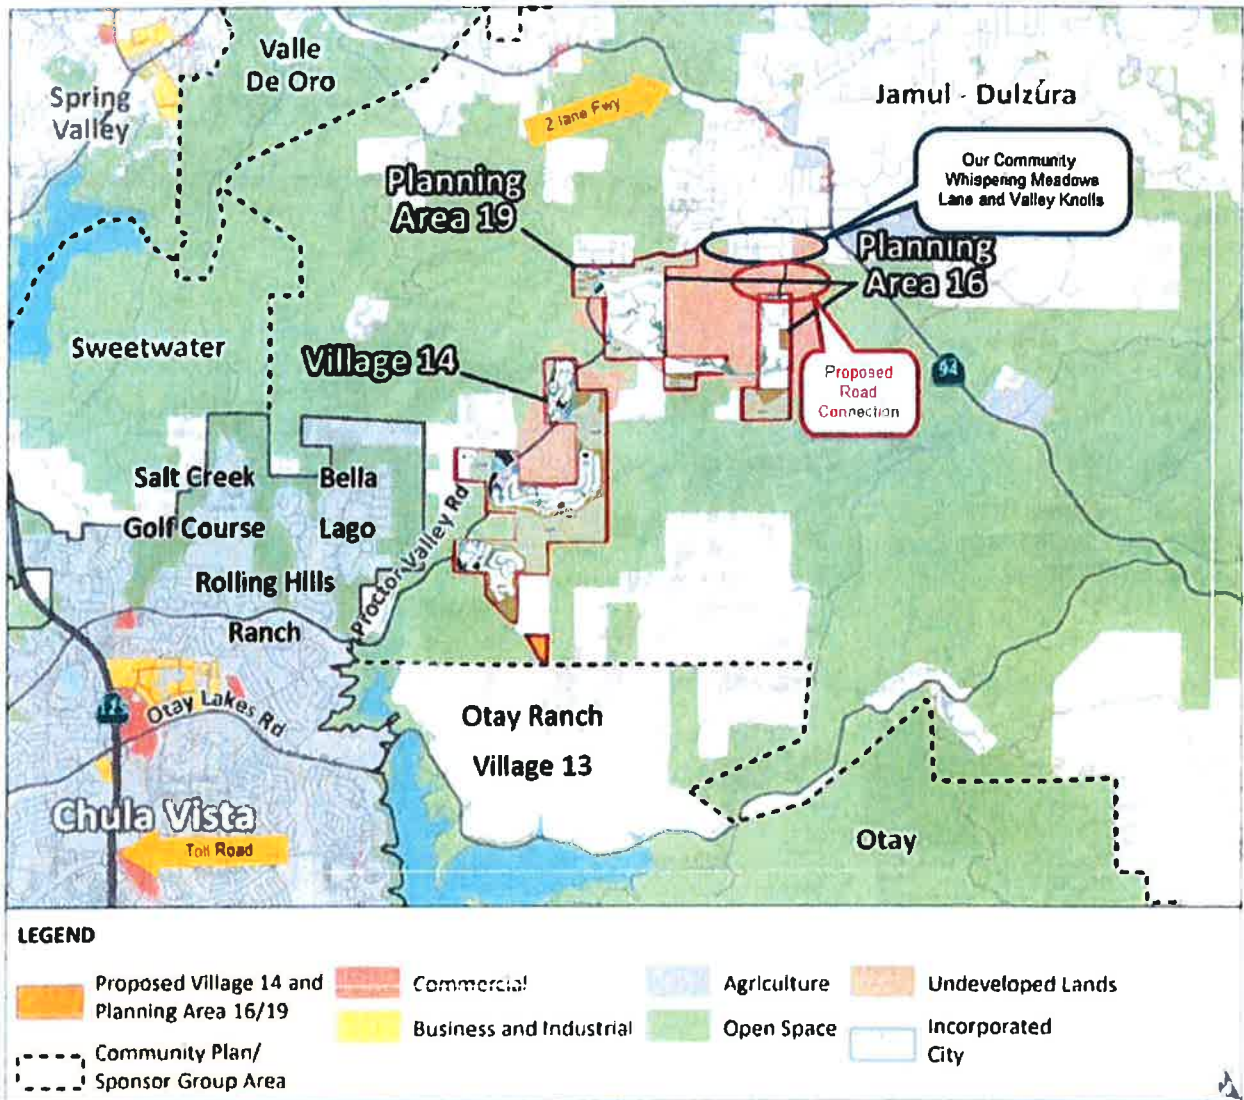 Valle
De Oro
Spring
Valley
2 lane Fwy
Jamul - Dulzúra
Our Community
Whispering Meadows
Lane and Valley Knolls
Planning
Area 19
Planning
Area 16
Sweetwater
Village 14
94
Proposed
Road
Connection
Salt Creek
Golf Course
Bella
Lago
Proctor Valley Rd
Rolling Hills
Ranch
Otay Lakes Rd
Otay Ranch
Village 13
Chula Vista
Toll Road
Otay
LEGEND
Proposed Village 14 and
Planning Area 16/19
Community Plan/
Sponsor Group Area
Commercial
Business and Industrial
Agriculture
Open Space
Undeveloped Lands
Incorporated
City